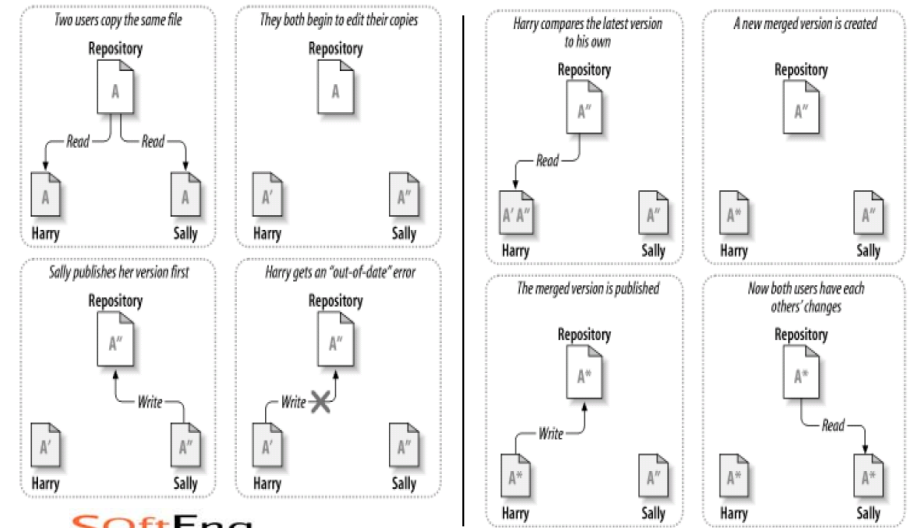 Two users copy the same file
Repository
A
Read
Read
A
A
Harry
Sally
They both begin to edit their copies
Repository
A
A'
A"
Harry
Sally
Sally publishes her version first
Repository
A"
Write
A'
A"
Harry
Sally
Harry gets an "out-of-date" error
Repository
A"
Write
A'
A"
Harry
Sally
Harry compares the latest version
to his own
Repository
A"
Read
A' A"
A"
Harry
Sally
A new merged version is created
Repository
A"
A*
A"
Harry
Sally
The merged version is published
Repository
A*
Write
A*
A"
Harry
Sally
Now both users have each
others' changes
Repository
A*
Read
A*
A*
Harry
Sally
SOftEng